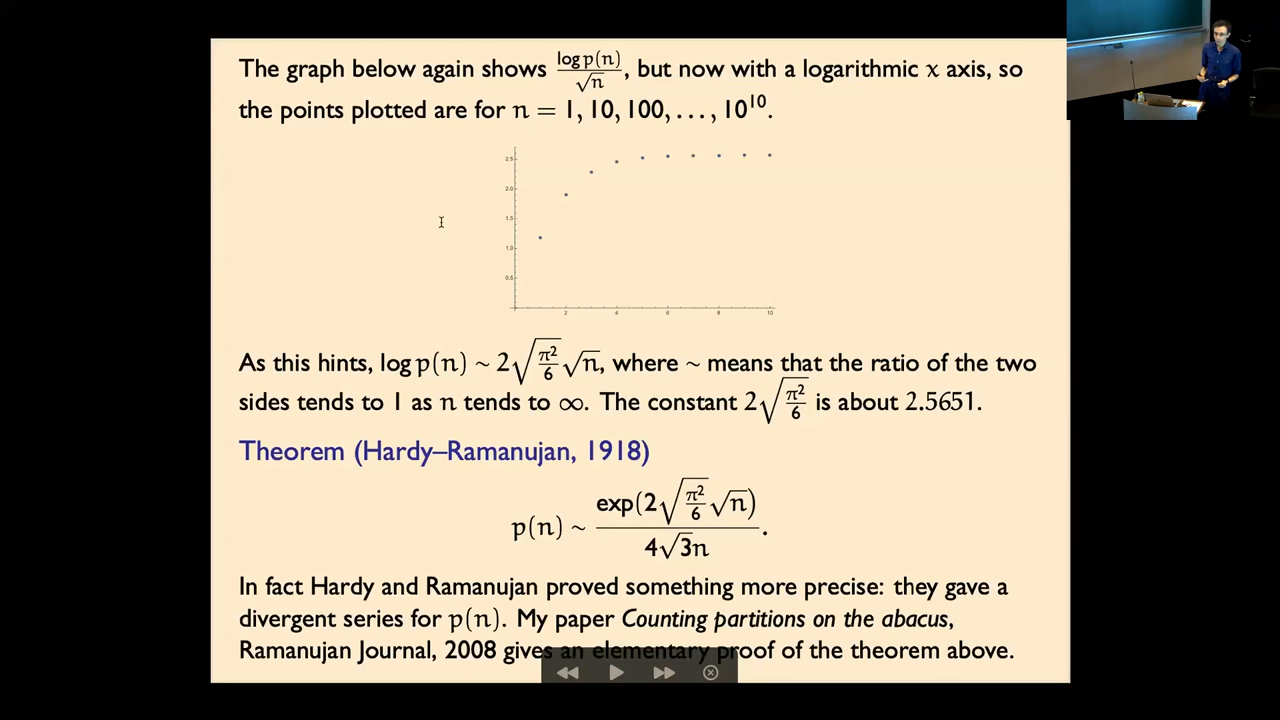 The graph below again shows log p(n)/√n, but now with a logarithmic x axis, so
the points plotted are for n = 1, 10, 100, . . . , 10¹⁰.
2.5
2.0
1.5
1.0
0.5
2 4 6 8 10
As this hints, log p(n) ~ 2√(π²/6)√n, where ~ means that the ratio of the two
sides tends to 1 as n tends to ∞. The constant 2√(π²/6) is about 2.5651.
Theorem (Hardy–Ramanujan, 1918)
p(n) ~ exp(2√(π²/6)√n)/4√3n.
In fact Hardy and Ramanujan proved something more precise: they gave a
divergent series for p(n). My paper Counting partitions on the abacus,
Ramanujan Journal, 2008 gives an elementary proof of the theorem above.